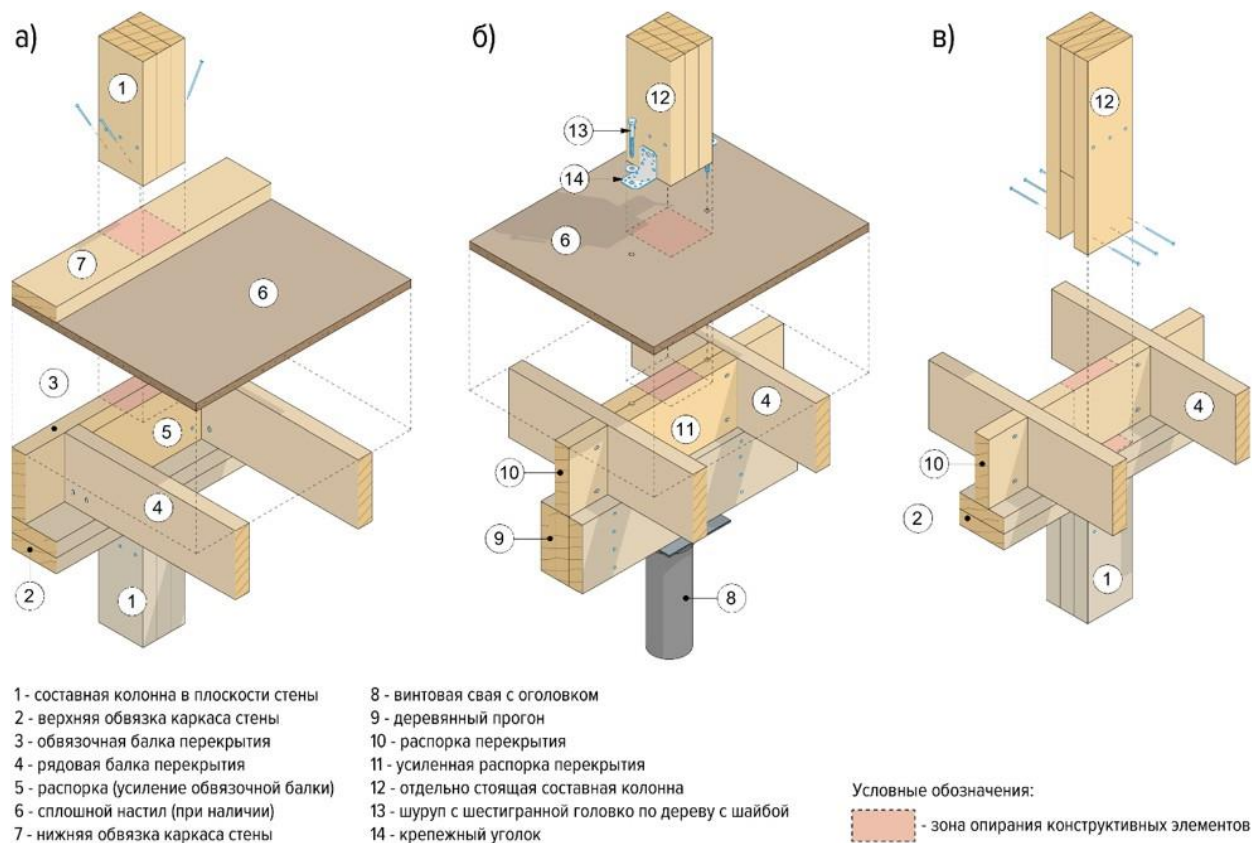 а)
б)
в)
1
12
12
13
14
7
6
6
3
5
4
4
4
11
10
10
9
2
2
1
8
1
1 - составная колонна в плоскости стены
2 - верхняя обвязка каркаса стены
3 - обвязочная балка перекрытия
4 - рядовая балка перекрытия
5 - распорка (усиление обвязочной балки)
6 - сплошной настил (при наличии)
7 - нижняя обвязка каркаса стены
8 - винтовая свая с оголовком
9 - деревянный прогон
10 - распорка перекрытия
11 - усиленная распорка перекрытия
12 - отдельно стоящая составная колонна
13 - шуруп с шестигранной головко по дереву с шайбой
14 - крепежный уголок
Условные обозначения:
- зона опирания конструктивных элементов